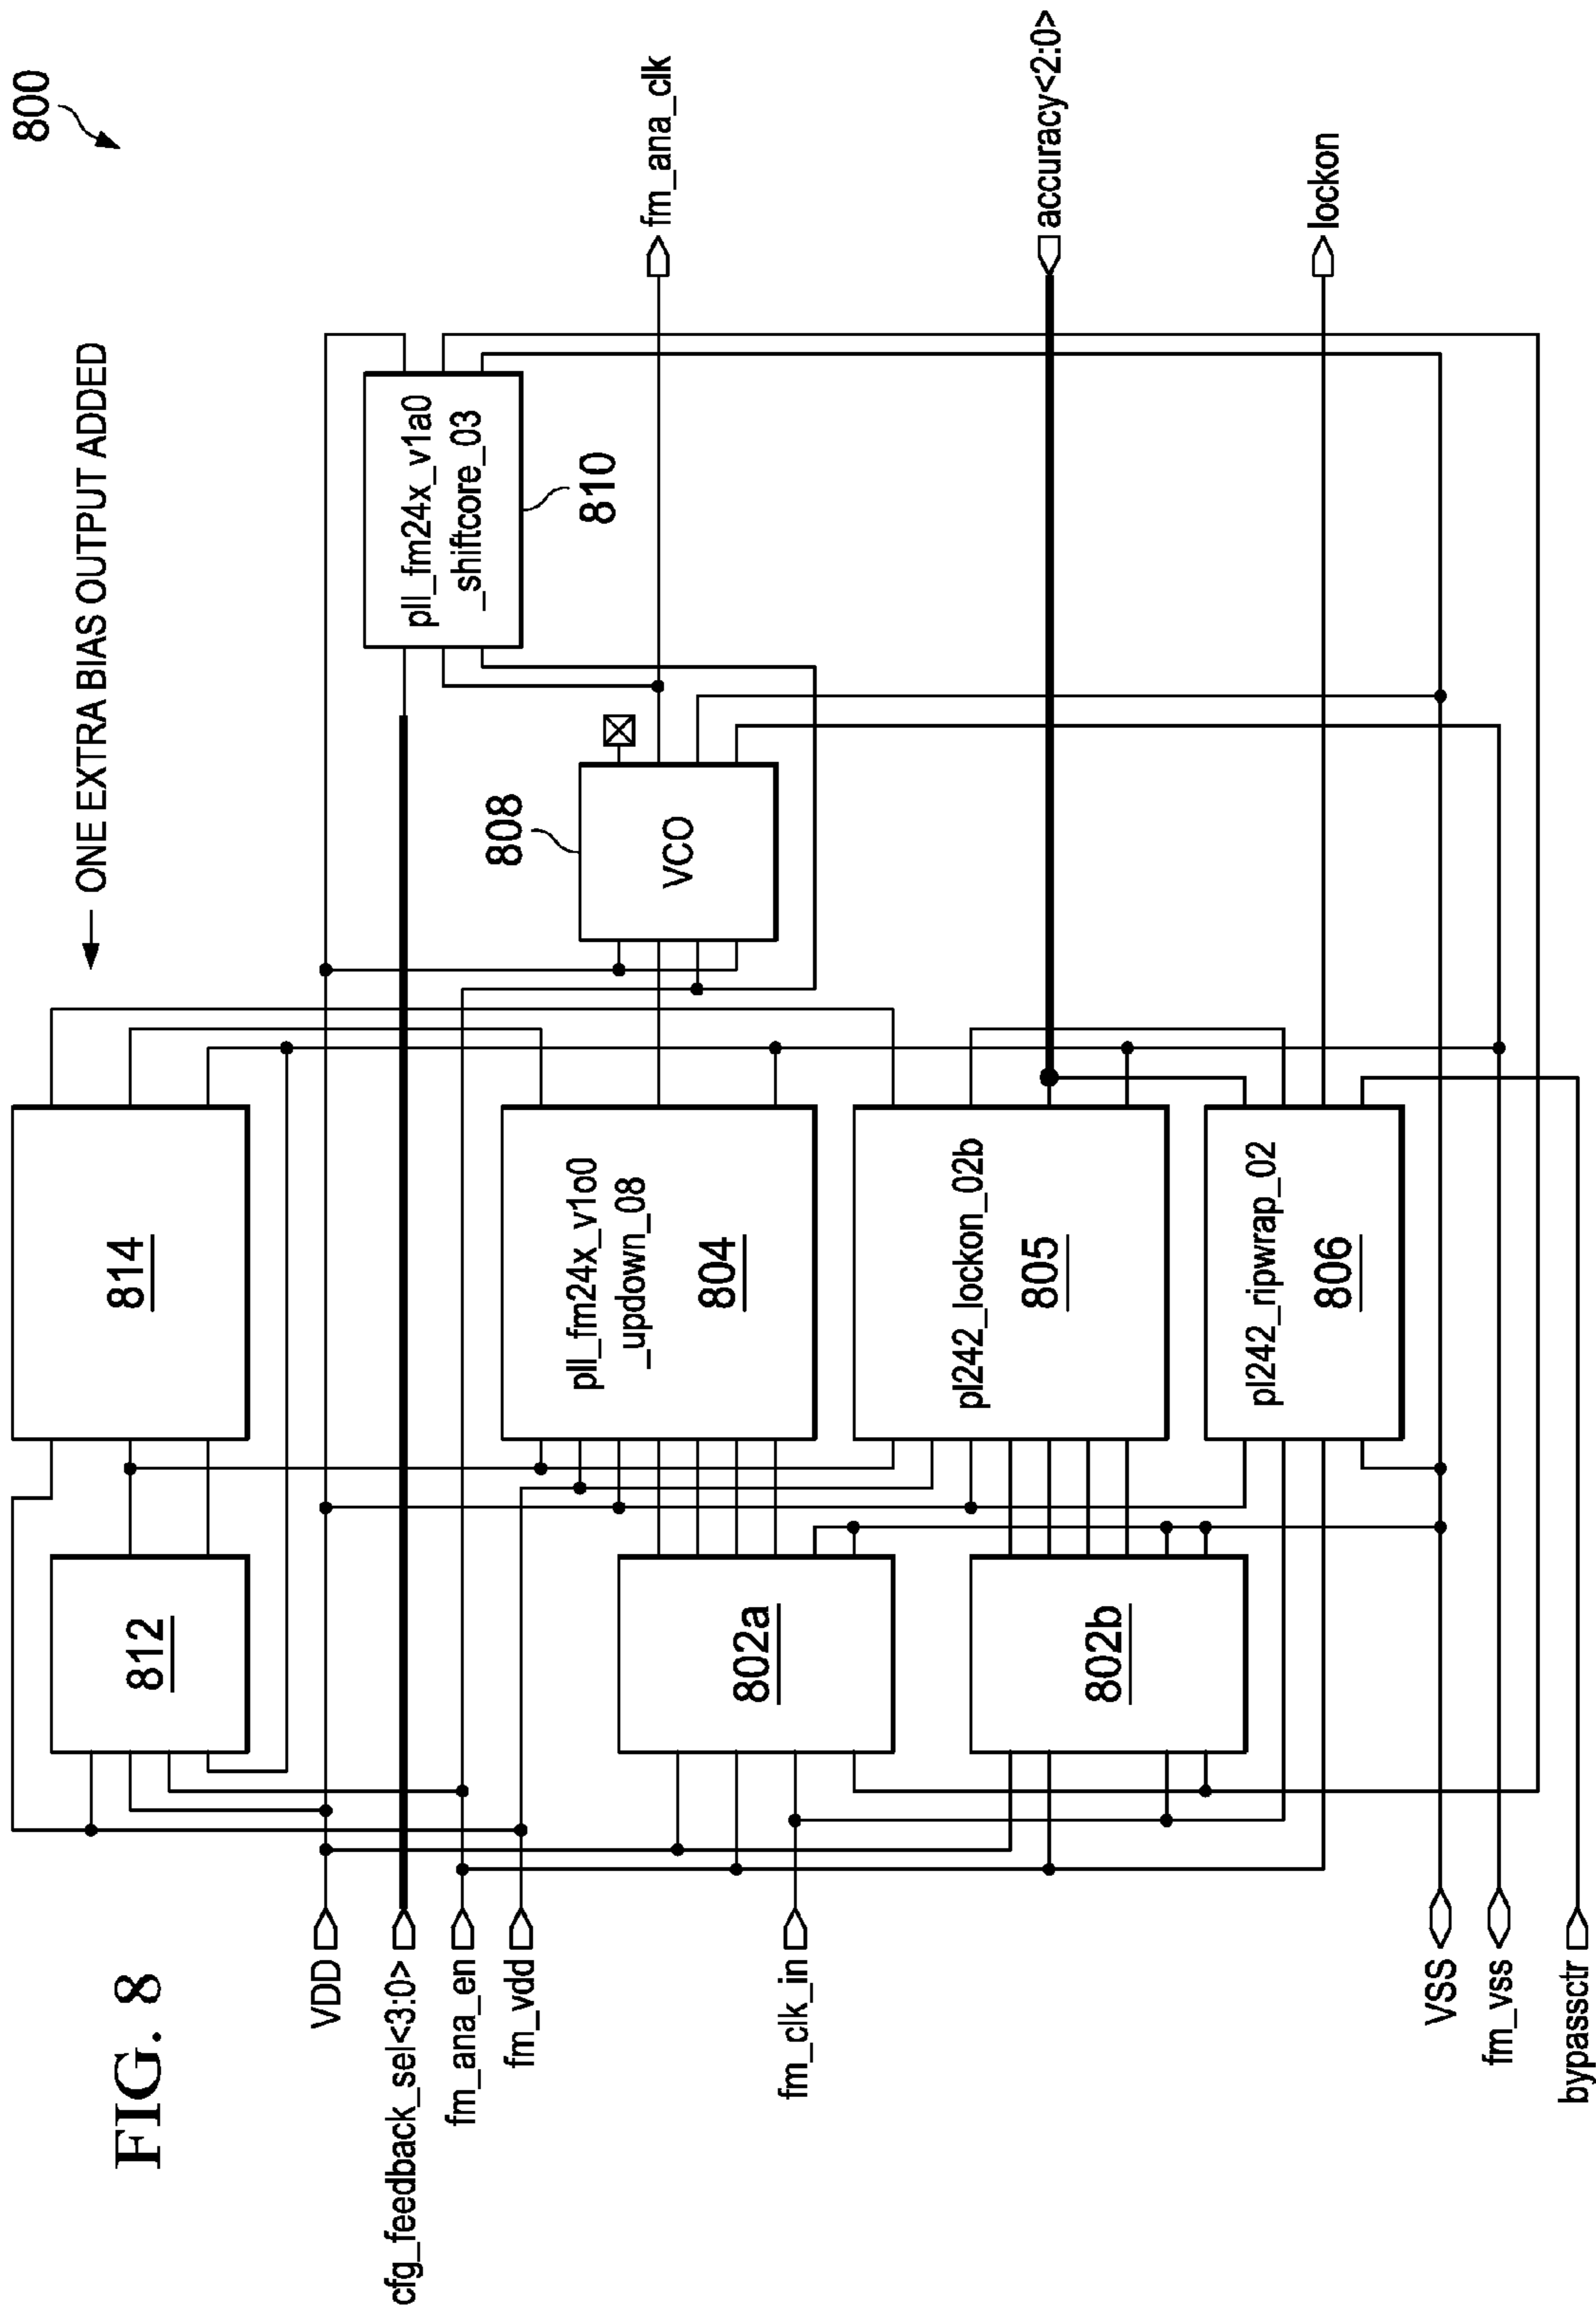 FIG. 8
800
ONE EXTRA BIAS OUTPUT ADDED
812
814
VDD
cfg_feedback_sel<3:0>
fm_ana_en
fm_vdd
pll_fm24x_v1a0
_shiftcore_03
810
808
VCO
fm_ana_clk
pll_fm24x_v1o0
_updown_08
804
802a
fm_clk_in
pl242_lockon_02b
805
802b
accuracy<2:0>
pl242_ripwrap_02
806
lockon
VSS
fm_vss
bypassctr